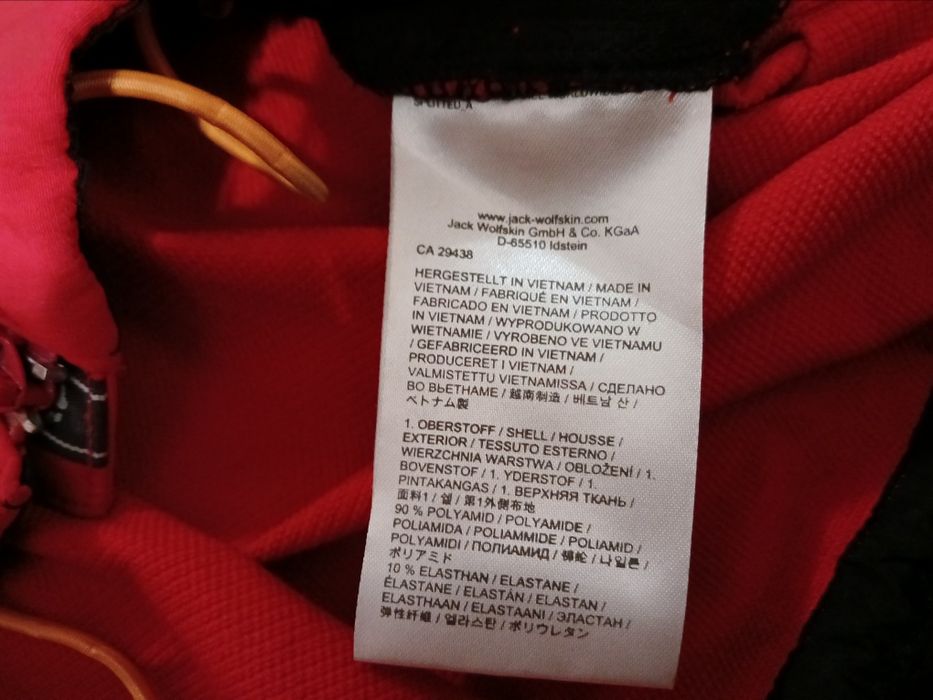 SPLITTED_A
www.jack-wolfskin.com
Jack Wolfskin GmbH & Co. KGaA
D-65510 Idstein
CA 29438
HERGESTELLT IN VIETNAM / MADE IN
VIETNAM / FABRIQUÉ EN VIETNAM /
FABRICADO EN VIETNAM / PRODOTTO
IN VIETNAM / WYPRODUKOWANO W
WIETNAMIE / VYROBENO VE VIETNAMU
/ GEFABRICEERD IN VIETNAM /
PRODUCERET I VIETNAM /
VALMISTETTU VIETNAMISSA / СДЕЛАНО
ВО ВЬЕТНАМЕ / 越南制造 / 베트남 산 /
ベトナム製
1. OBERSTOFF / SHELL / HOUSSE /
EXTERIOR / TESSUTO ESTERNO /
WIERZCHNIA WARSTWA / OBLOŽENÍ / 1.
BOVENSTOF / 1. YDERSTOF / 1.
PINTAKANGAS / 1. ВЕРХНЯЯ ТКАНЬ /
面料1 / 쉘 / 第1外側布地
90 % POLYAMID / POLYAMIDE /
POLIAMIDA / POLIAMMIDE / POLIAMID /
POLYAMIDI / ПОЛИАМИД / 锦纶 / 나일론 /
ポリアミド
10 % ELASTHAN / ELASTANE /
ÉLASTANE / ELASTÁN / ELASTAN /
ELASTHAAN / ELASTAANI / ЭЛАСТАН /
弾性纤维 / 엘라스탄 / ポリウレタン